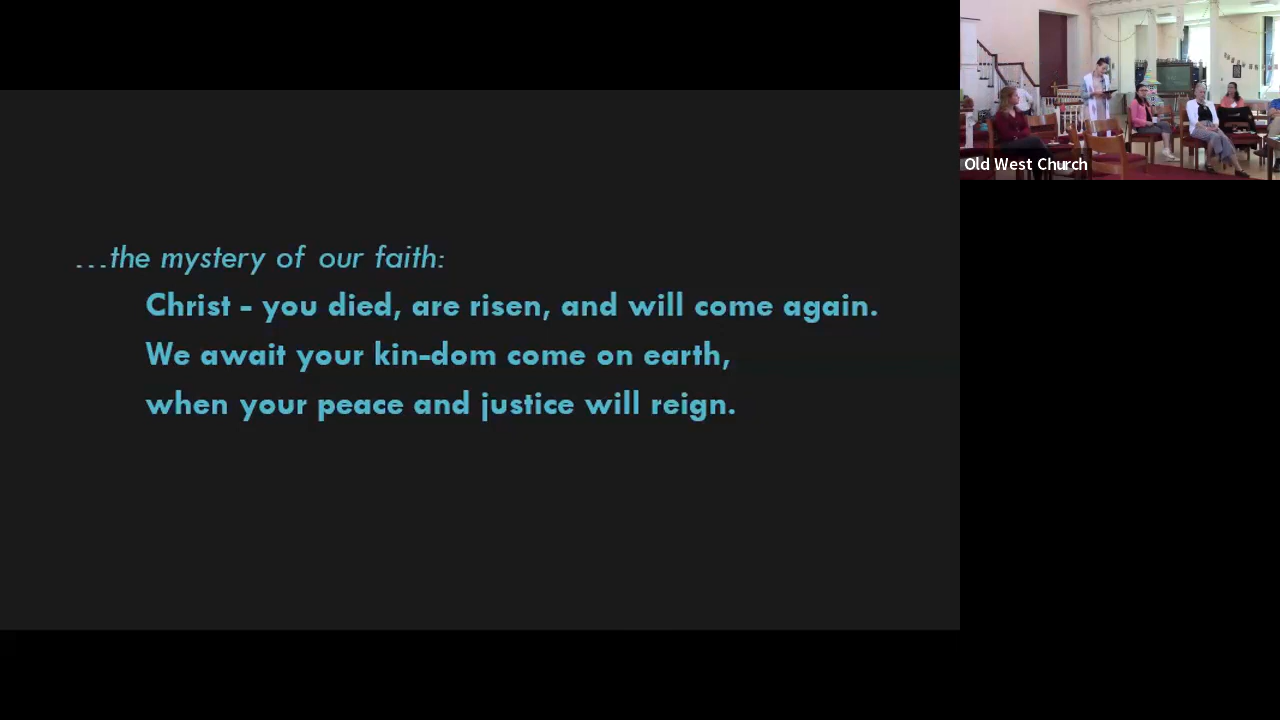 ...the mystery of our faith:
Christ - you died, are risen, and will come again.
We await your kin-dom come on earth,
when your peace and justice will reign.
Old West Church